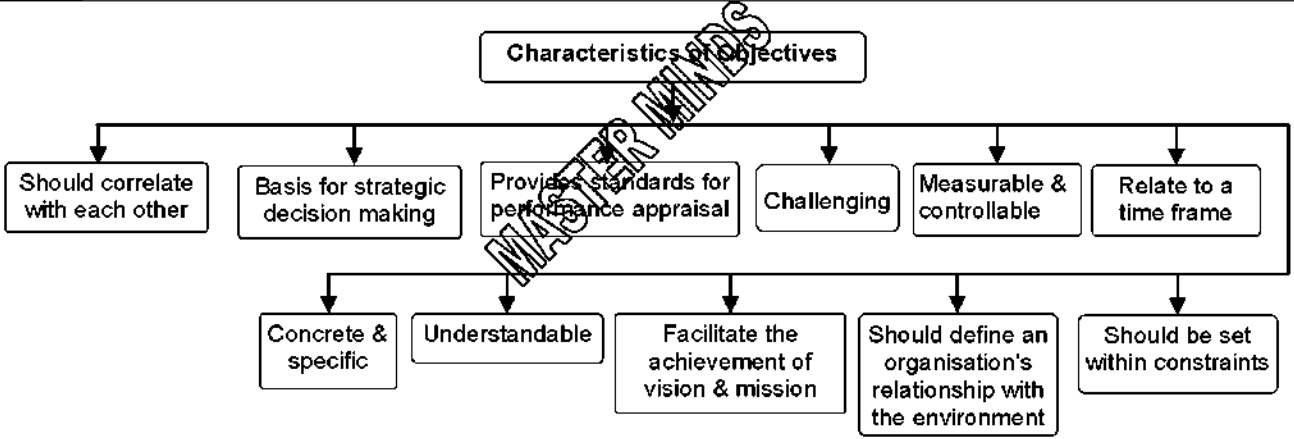 Characteristics of Objectives
MASTER MINDS
Should correlate
with each other
Basis for strategic
decision making
Provides standards for
performance appraisal
Challenging
Measurable &
controllable
Relate to a
time frame
Concrete &
specific
Understandable
Facilitate the
achievement of
vision & mission
Should define an
organisation's
relationship with
the environment
Should be set
within constraints